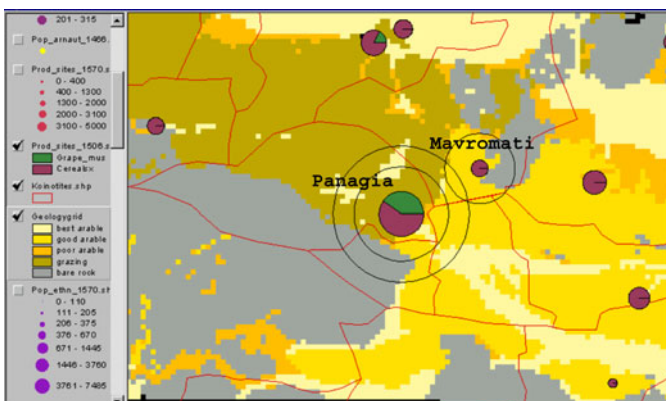 201 - 315
Pop_arnaut_1466.
Prod_sites_1570.s
0 - 400
400 - 1300
1300 - 2000
2000 - 3100
3100 - 5000
Prod_sites_1506.s
Grape_mus
Cerealsx
Koinotites.shp
Geologygrid
best arable
good arable
poor arable
grazing
bare rock
Pop_ethn_1570.sh
0 - 110
111 - 205
206 - 375
376 - 670
671 - 1445
1446 - 3760
3761 - 7485
Mavromati
Panagia